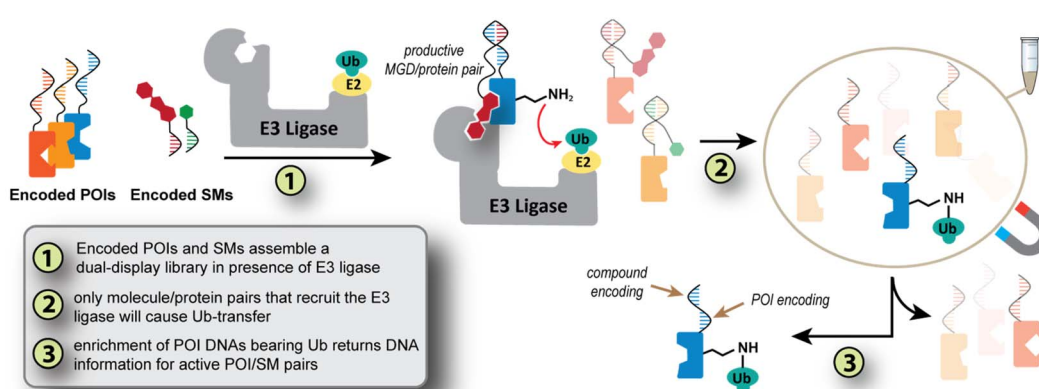 productive
MGD/protein pair
Ub
E2
E3 Ligase
NH2
Ub
E2
E3 Ligase
Encoded POIs
Encoded SMs
1
2
NH
Ub
1 Encoded POIs and SMs assemble a
dual-display library in presence of E3 ligase
2 only molecule/protein pairs that recruit the E3
ligase will cause Ub-transfer
3 enrichment of POI DNAs bearing Ub returns DNA
information for active POI/SM pairs
compound
encoding
POI encoding
NH
Ub
3